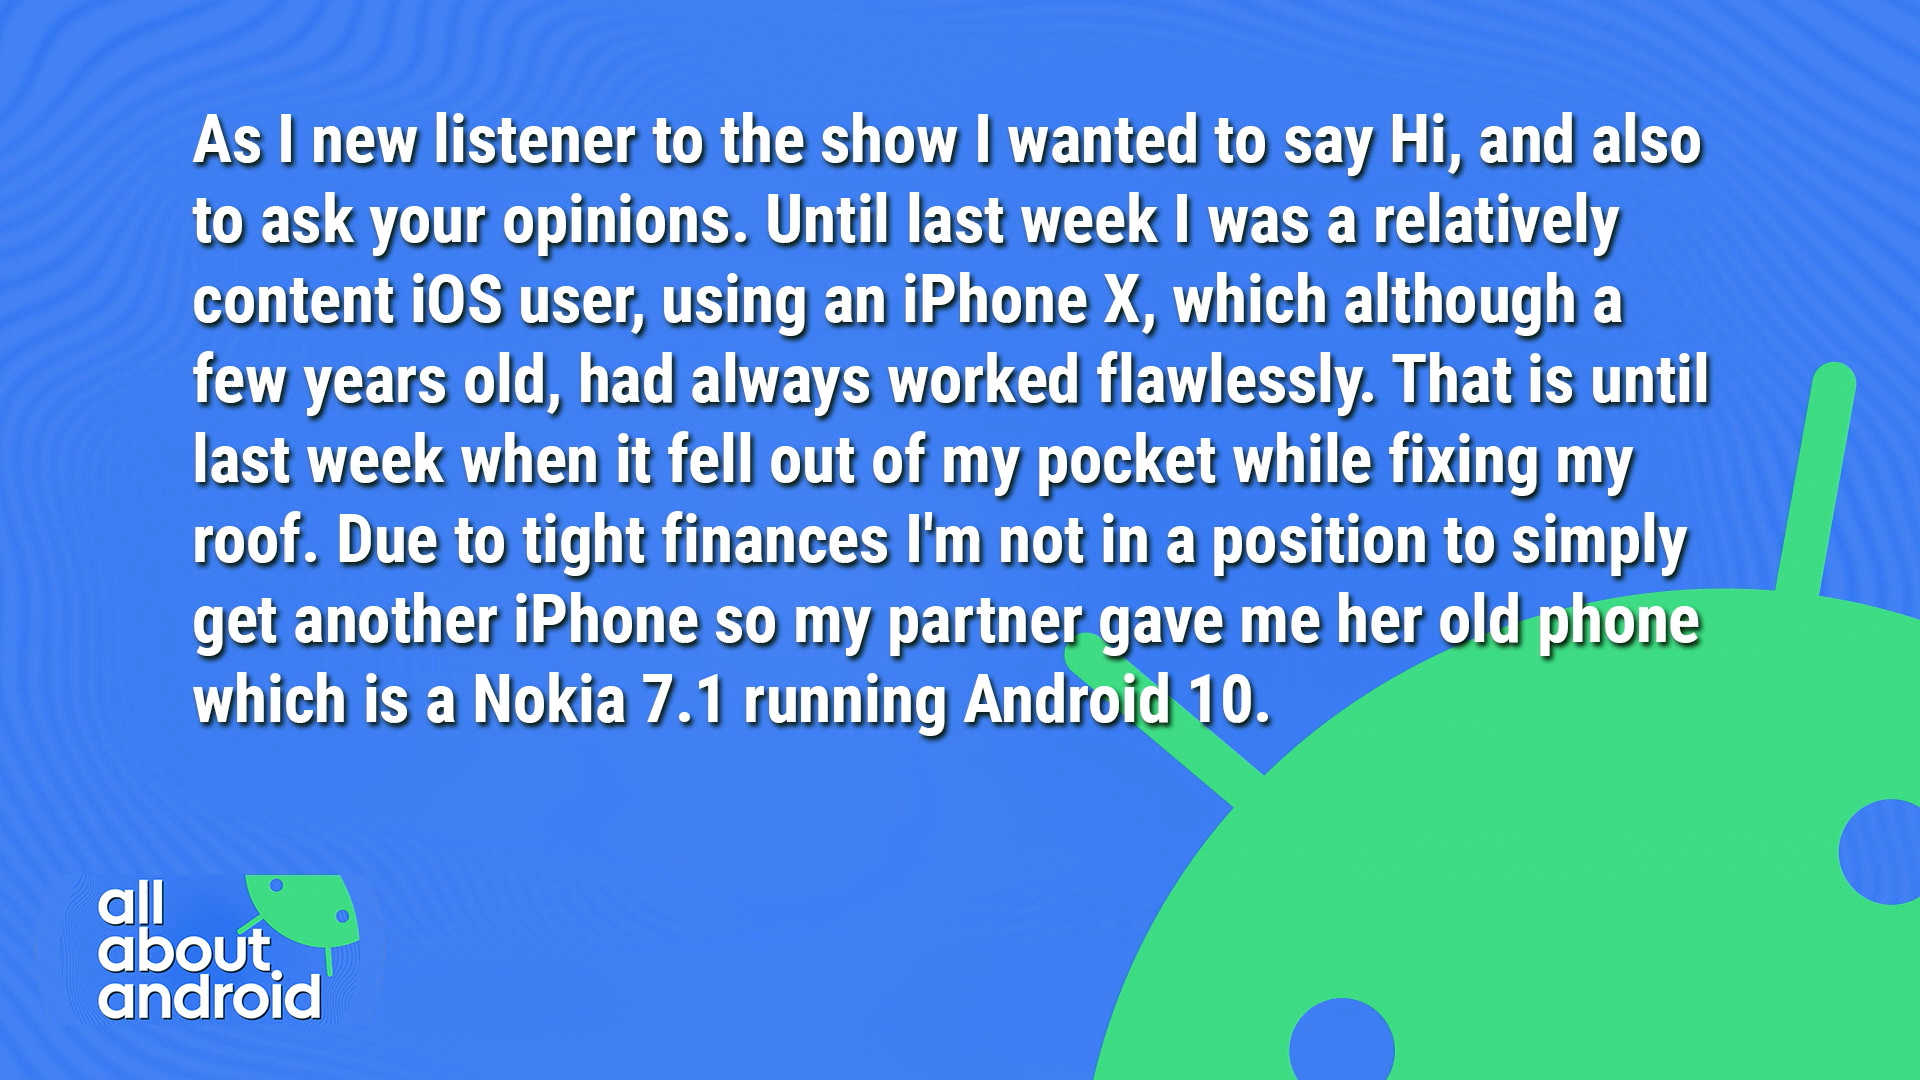 As I new listener to the show I wanted to say Hi, and also
to ask your opinions. Until last week I was a relatively
content iOS user, using an iPhone X, which although a
few years old, had always worked flawlessly. That is until
last week when it fell out of my pocket while fixing my
roof. Due to tight finances I'm not in a position to simply
get another iPhone so my partner gave me her old phone
which is a Nokia 7.1 running Android 10.
all
about
android